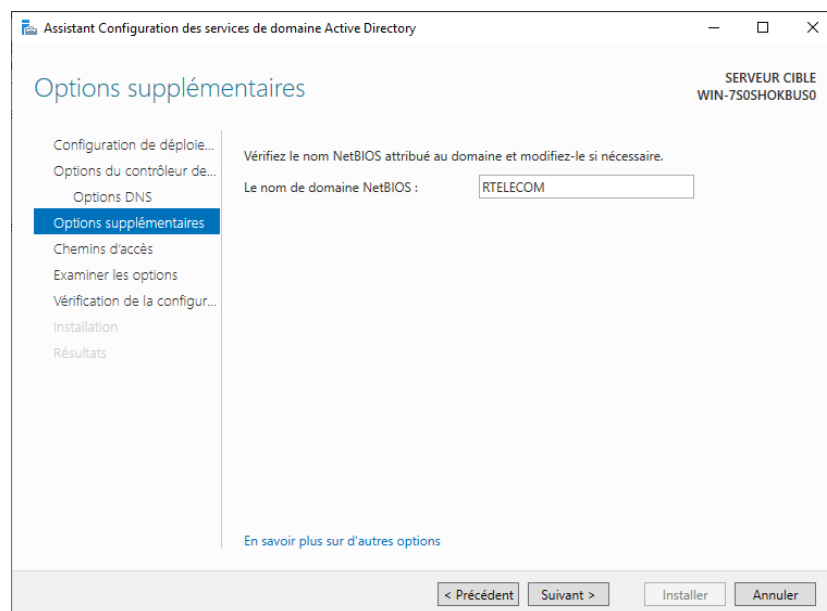 Assistant Configuration des services de domaine Active Directory
Options supplémentaires
SERVEUR CIBLE
WIN-7S0SHOKBUS0
Configuration de déploie...
Options du contrôleur de...
Options DNS
Options supplémentaires
Chemins d'accès
Examiner les options
Vérification de la configur...
Installation
Résultats
Vérifiez le nom NetBIOS attribué au domaine et modifiez-le si nécessaire.
Le nom de domaine NetBIOS : RTELECOM
En savoir plus sur d'autres options
< Précédent Suivant > Installer Annuler